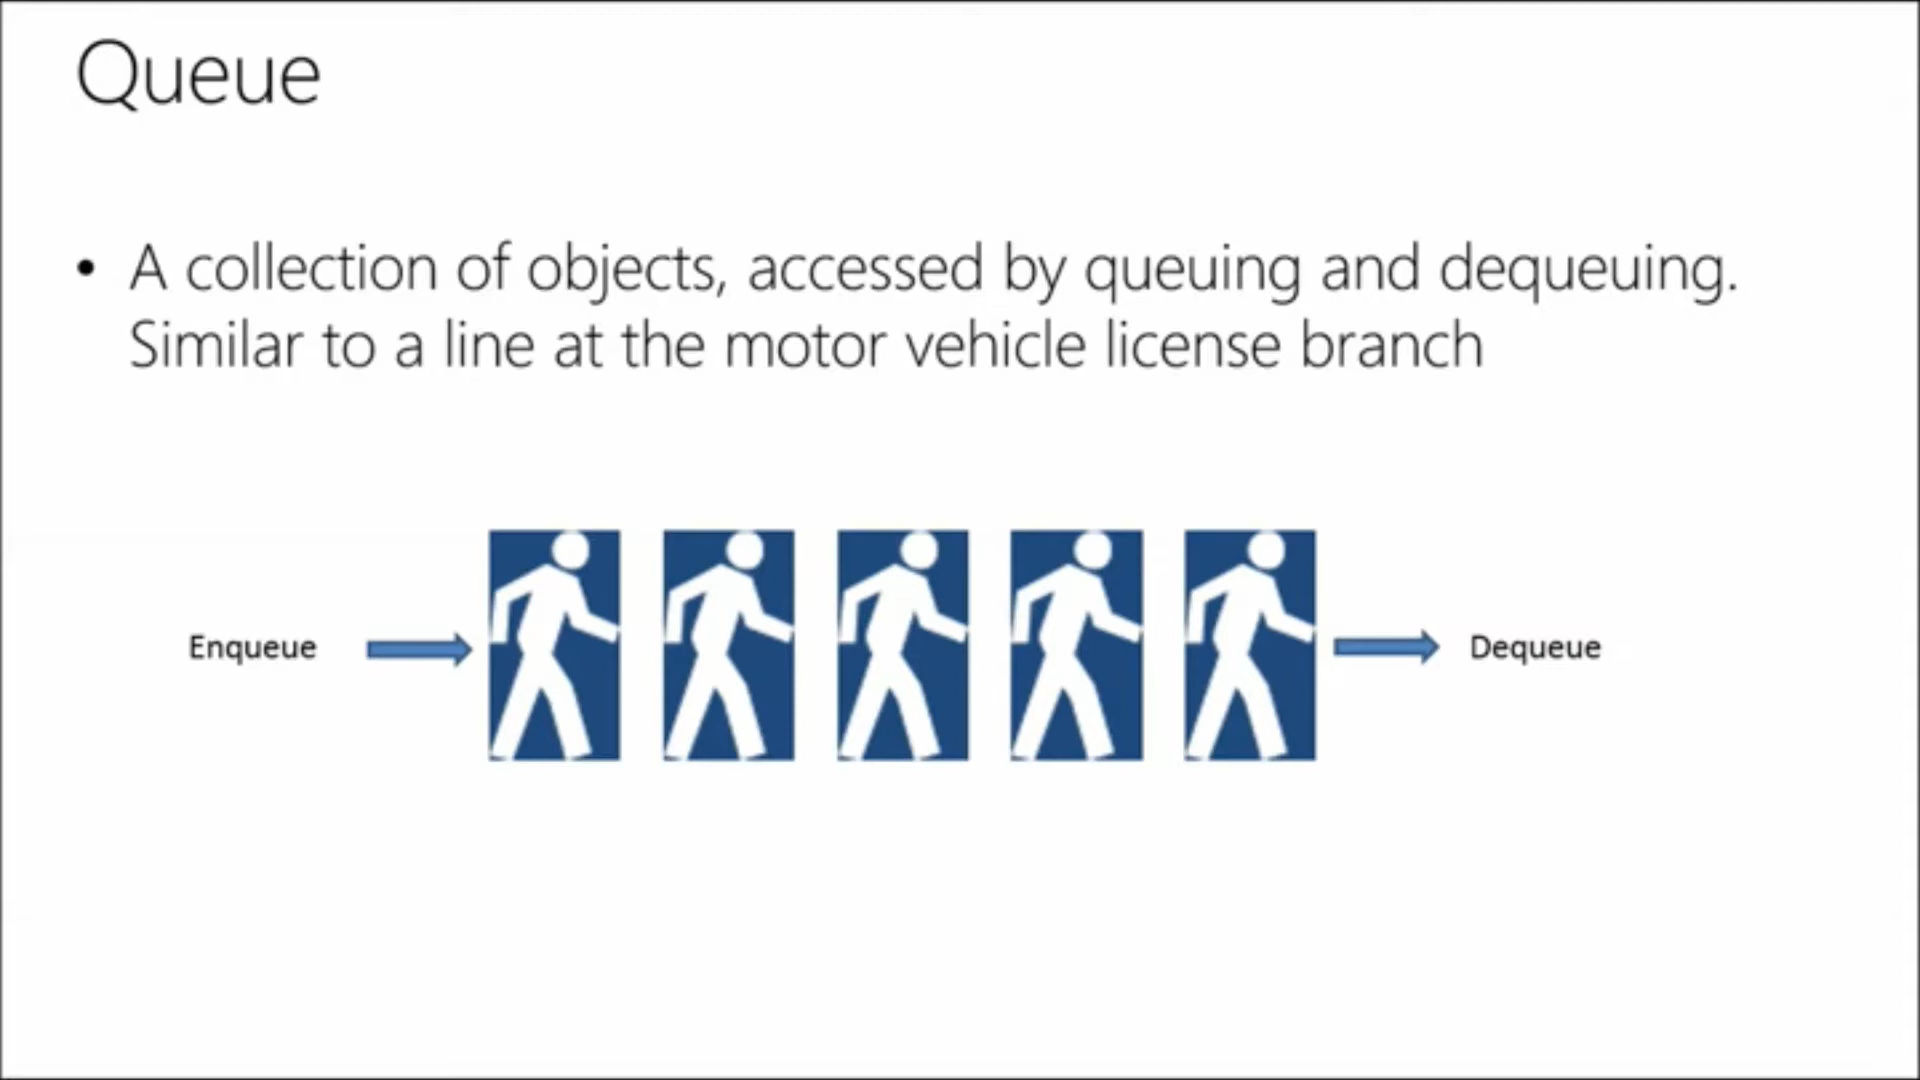 Queue
• A collection of objects, accessed by queuing and dequeuing.
Similar to a line at the motor vehicle license branch
Enqueue
Dequeue